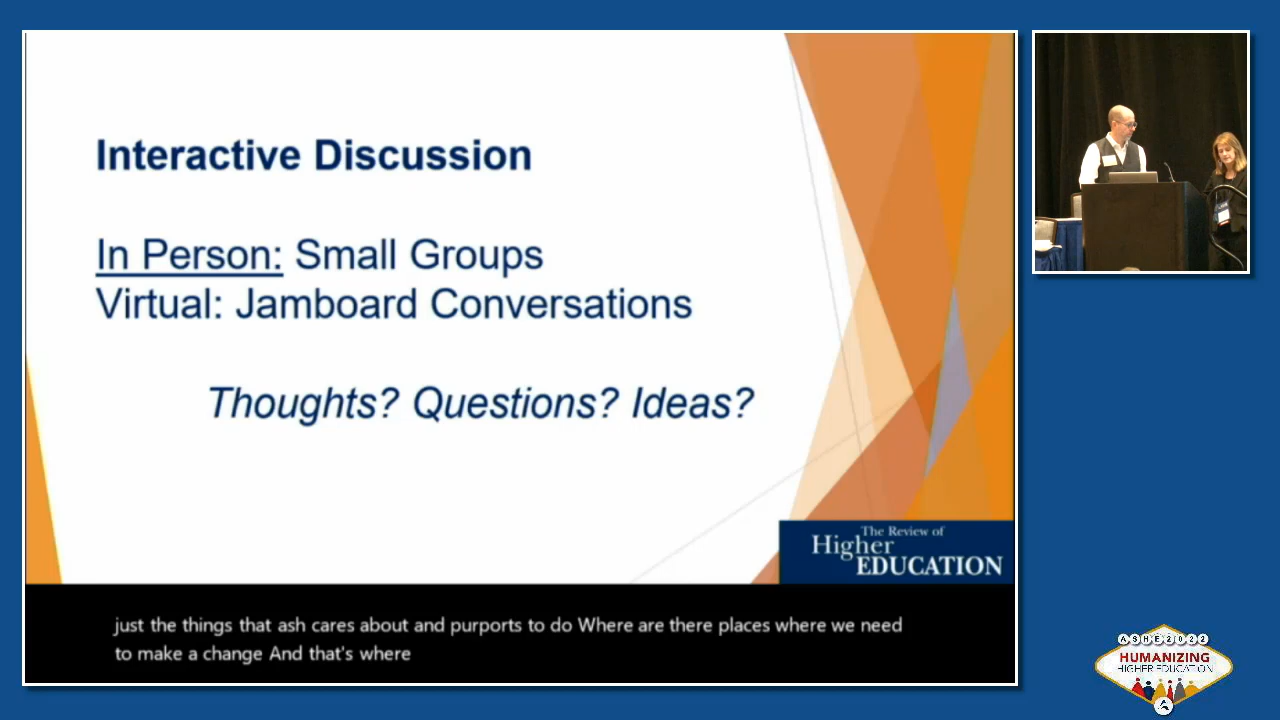 Interactive Discussion
In Person: Small Groups
Virtual: Jamboard Conversations
Thoughts? Questions? Ideas?
The Review of
Higher
EDUCATION
just the things that ash cares about and purports to do Where are there places where we need
to make a change And that's where
ASHE2022
HUMANIZING
HIGHER EDUCATION
A